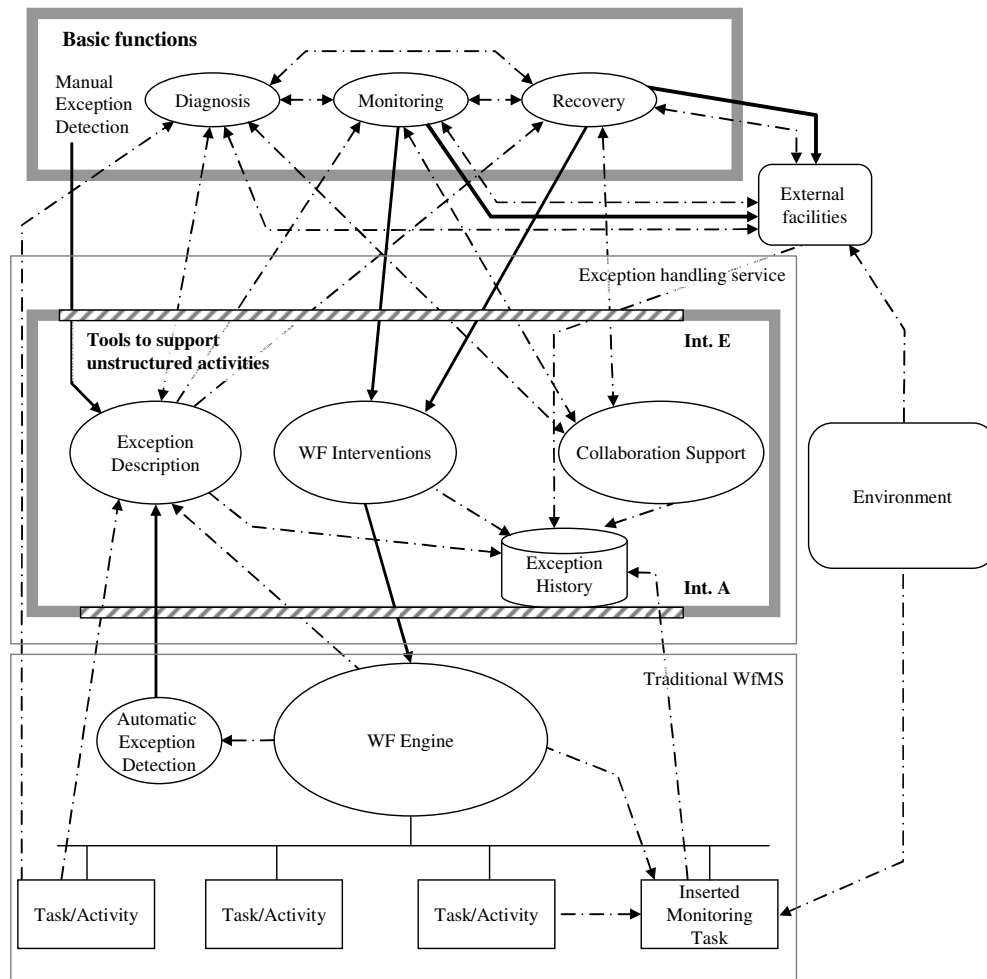 Basic functions
Manual
Exception
Detection
Diagnosis
Monitoring
Recovery
External
facilities
Exception handling service
Tools to support
unstructured activities
Int. E
Exception
Description
WF Interventions
Collaboration Support
Environment
Exception
History
Int. A
Traditional WfMS
Automatic
Exception
Detection
WF Engine
Task/Activity
Task/Activity
Task/Activity
Inserted
Monitoring
Task